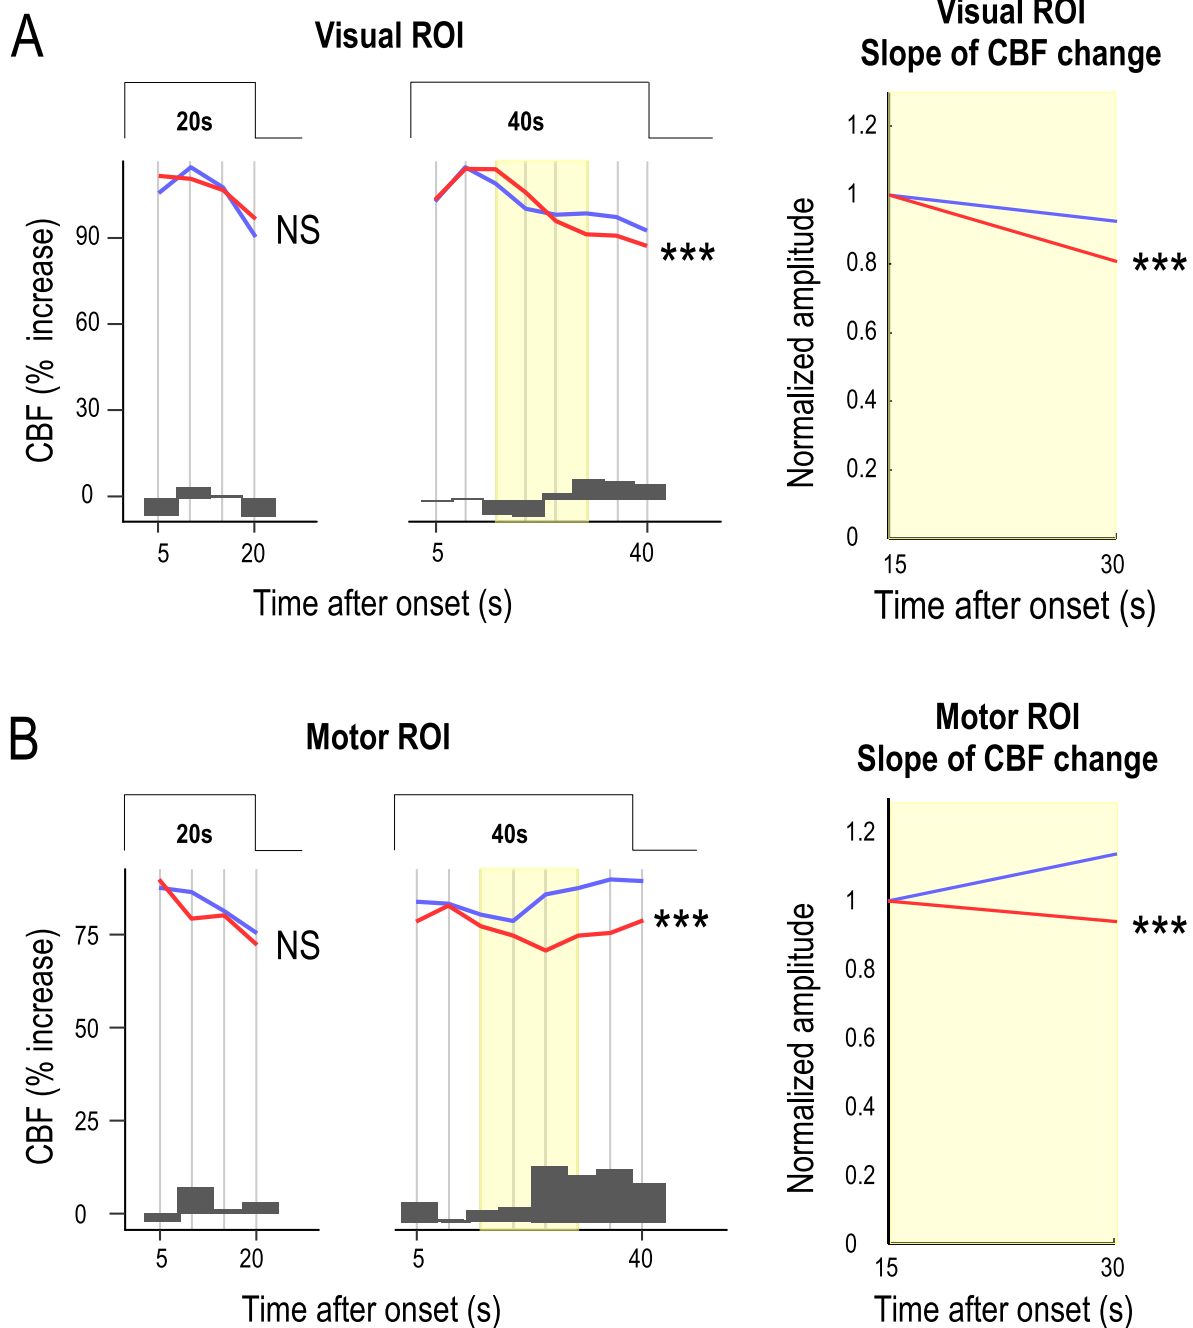 A
Visual ROI
20s
40s
CBF (% increase)
90
60
30
0
NS
***
5
20
5
40
Time after onset (s)
Visual ROI
Slope of CBF change
Normalized amplitude
1.2
1
0.8
0.6
0.4
0.2
0
***
15
30
Time after onset (s)
B
Motor ROI
20s
40s
CBF (% increase)
75
50
25
0
NS
***
5
20
5
40
Time after onset (s)
Motor ROI
Slope of CBF change
Normalized amplitude
1.2
1
0.8
0.6
0.4
0.2
0
***
15
30
Time after onset (s)